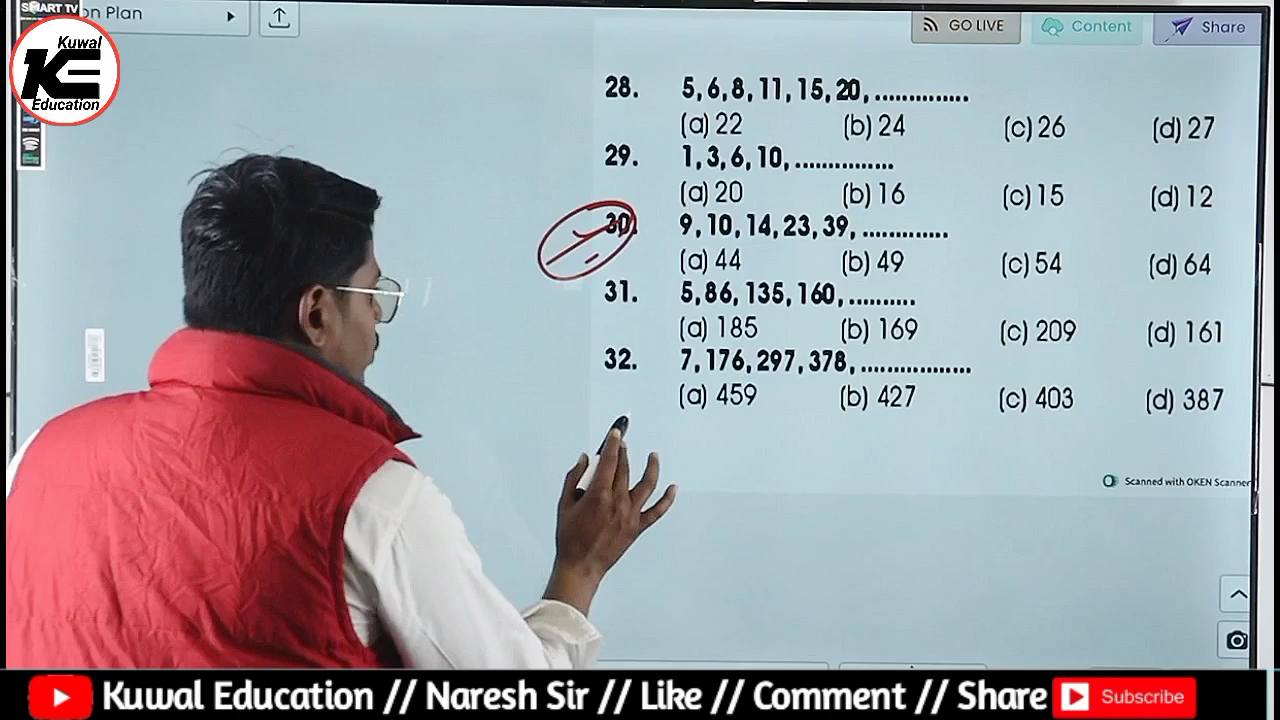 SMART TV
on Plan
Kuwal
KE
Education
GO LIVE
Content
Share
28. 5, 6, 8, 11, 15, 20, ...............
(a) 22 (b) 24 (c) 26 (d) 27
29. 1, 3, 6, 10, ................
(a) 20 (b) 16 (c) 15 (d) 12
30. 9, 10, 14, 23, 39, ..............
(a) 44 (b) 49 (c) 54 (d) 64
31. 5, 86, 135, 160, ...........
(a) 185 (b) 169 (c) 209 (d) 161
32. 7, 176, 297, 378, ..................
(a) 459 (b) 427 (c) 403 (d) 387
Scanned with OKEN Scanner
Kuwal Education // Naresh Sir // Like // Comment // Share
Subscribe